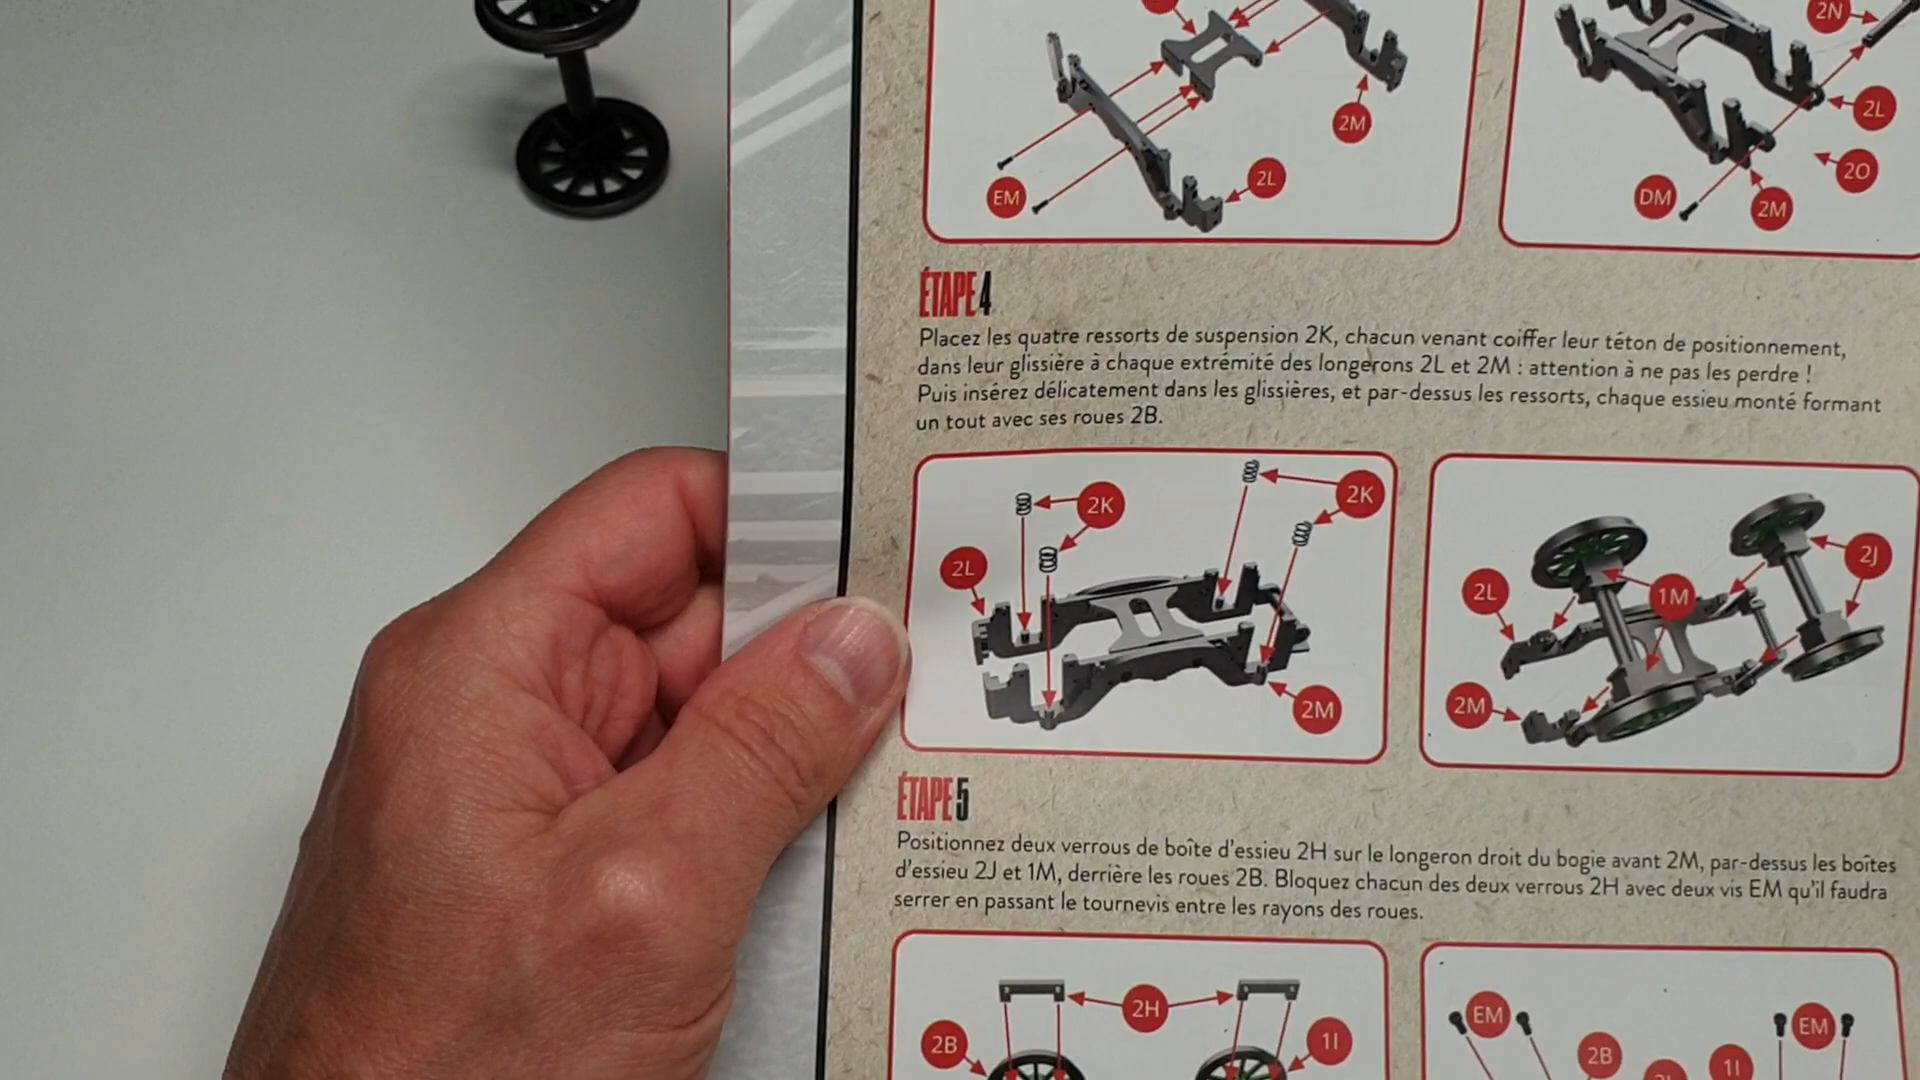 2N
2M
2L
2L
EM
2O
DM
2M
ÉTAPE 4
Placez les quatre ressorts de suspension 2K, chacun venant coiffer leur téton de positionnement,
dans leur glissière à chaque extrémité des longerons 2L et 2M : attention à ne pas les perdre !
Puis insérez délicatement dans les glissières, et par-dessus les ressorts, chaque essieu monté formant
un tout avec ses roues 2B.
2K
2K
2L
2M
2J
2L
1M
2M
ÉTAPE 5
Positionnez deux verrous de boîte d'essieu 2H sur le longeron droit du bogie avant 2M, par-dessus les boîtes
d'essieu 2J et 1M, derrière les roues 2B. Bloquez chacun des deux verrous 2H avec deux vis EM qu'il faudra
serrer en passant le tournevis entre les rayons des roues.
2H
2B
1I
EM
EM
2B
1I